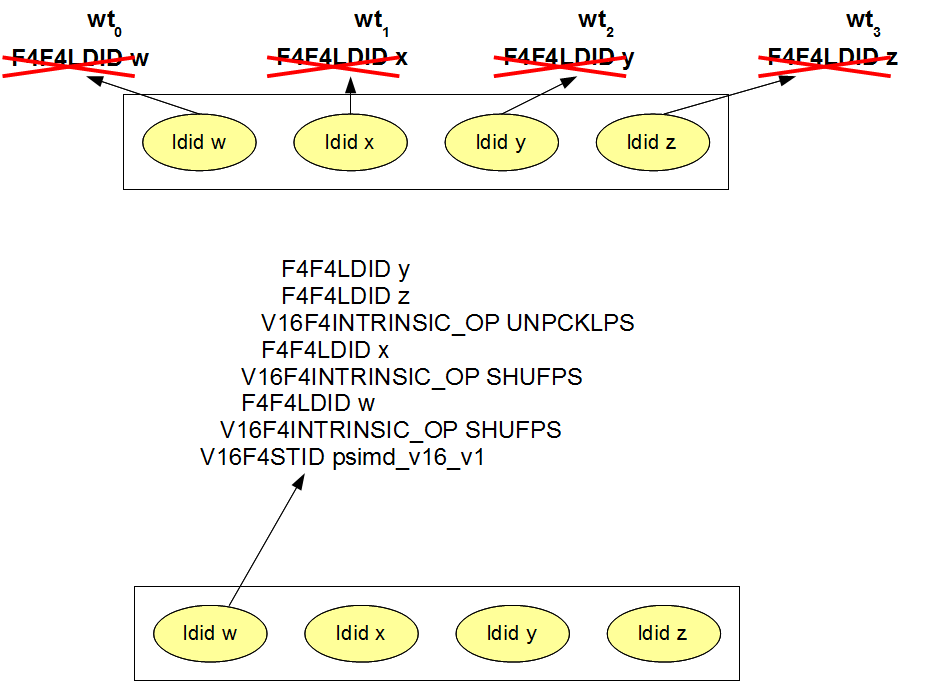 wt0 wt1 wt2 wt3
F4F4LDID w F4F4LDID x F4F4LDID y F4F4LDID z
ldid w ldid x ldid y ldid z
F4F4LDID y
F4F4LDID z
V16F4INTRINSIC_OP UNPCKLPS
F4F4LDID x
V16F4INTRINSIC_OP SHUFPS
F4F4LDID w
V16F4INTRINSIC_OP SHUFPS
V16F4STID psimd_v16_v1
ldid w ldid x ldid y ldid z